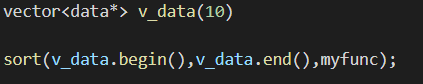 vector<data*> v_data(10)
sort(v_data.begin(),v_data.end(),myfunc);